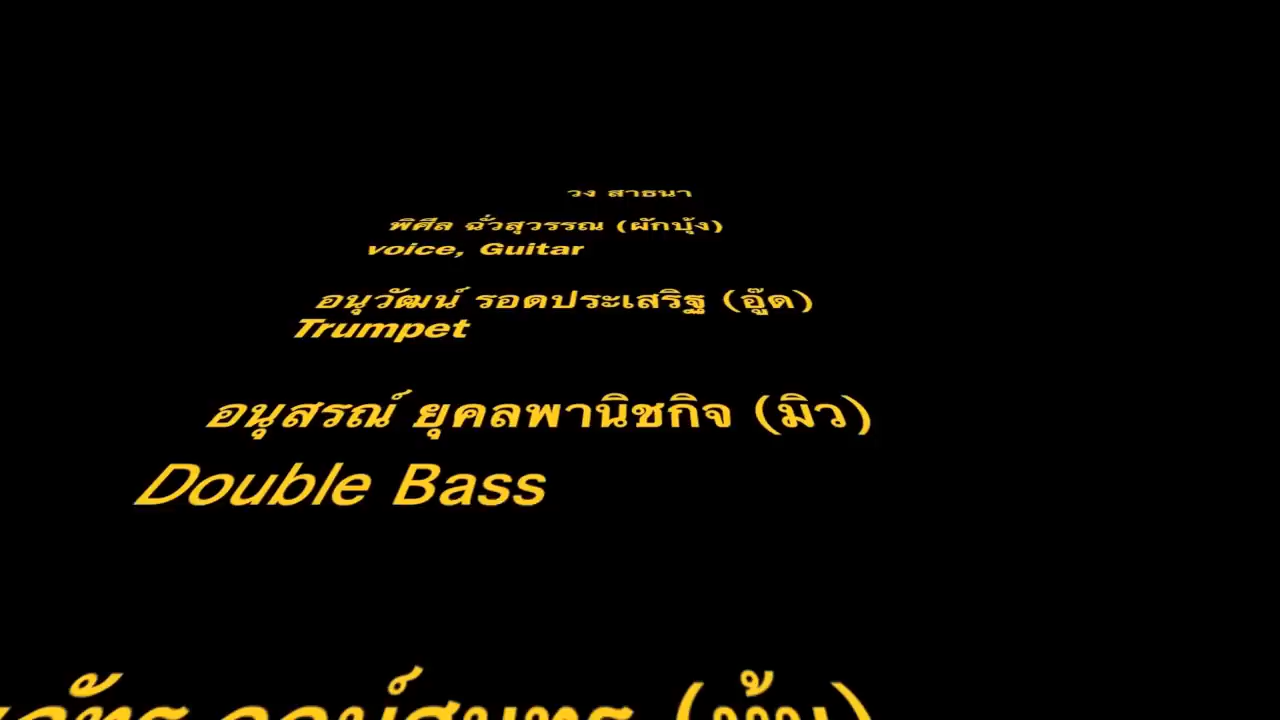 วง สาธนา
พิศีล ฉั่วสุวรรณ (ผักบุ้ง)
voice, Guitar
อนุวัฒน์ รอดประเสริฐ (อู๊ด)
Trumpet
อนุสรณ์ ยุคลพานิชกิจ (มิว)
Double Bass